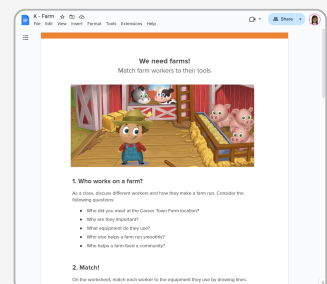 K - Farm
File Edit View Insert Format Tools Extensions Help
Share
We need farms!
Match farm workers to their tools
1. Who works on a farm?
As a class, discuss different workers and how they make a farm run. Consider the
following questions:
Who did you meet at the Career Town Farm location?
Why are they important?
What equipment do they use?
Who else helps a farm run smoothly?
Who helps a farm feed a community?
2. Match!
On the worksheet, match each worker to the equipment they use by drawing lines.